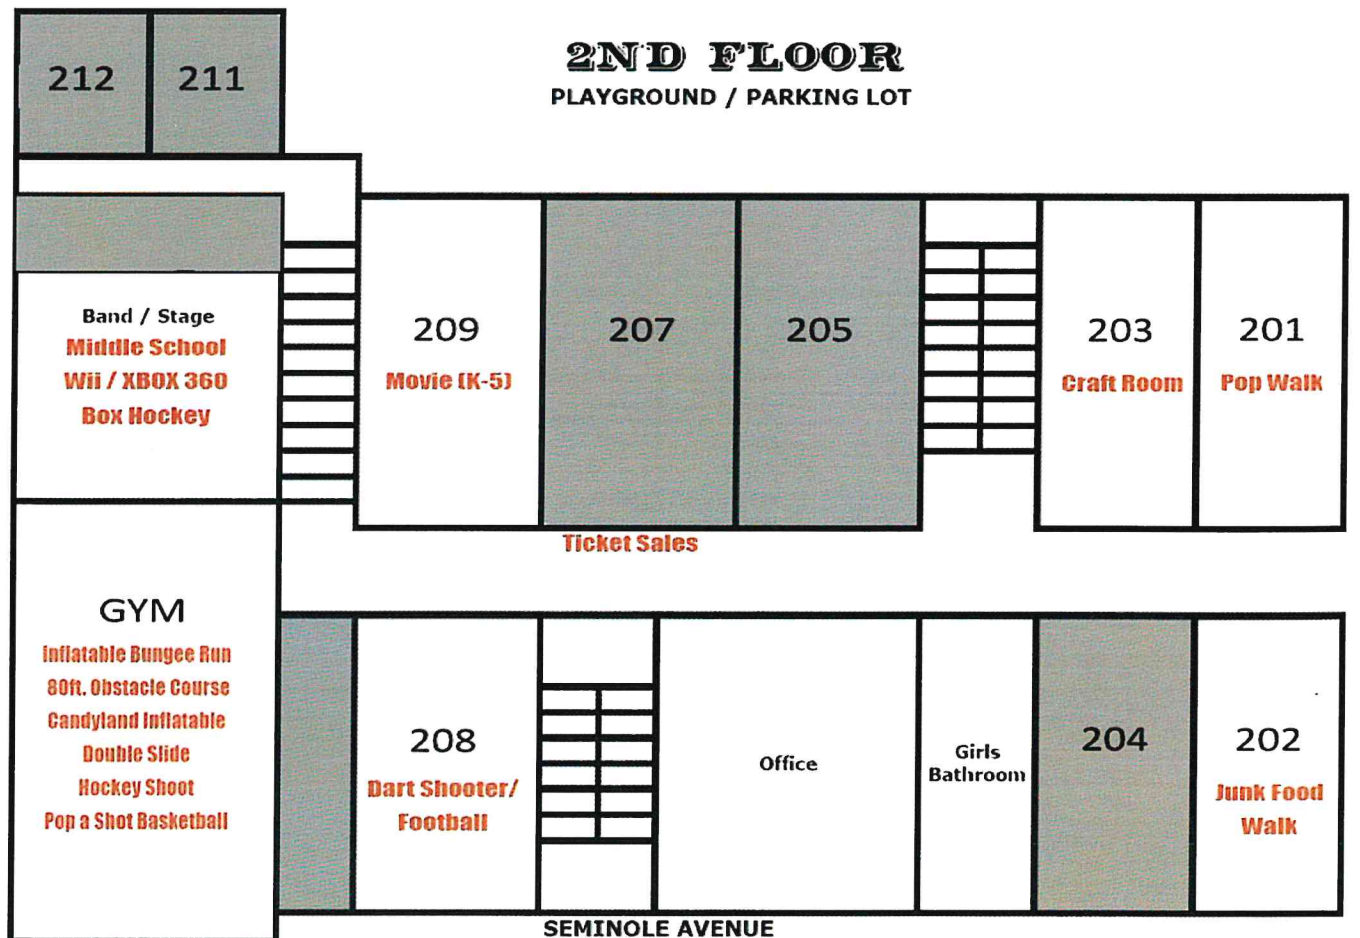 2ND FLOOR
PLAYGROUND / PARKING LOT
212
211
Band / Stage
Middle School
Wii / XBOX 360
Box Hockey
209
Movie (K-5)
207
205
203
Craft Room
201
Pop Walk
Ticket Sales
GYM
Inflatable Bungee Run
80ft. Obstacle Course
Candyland Inflatable
Double Slide
Hockey Shoot
Pop a Shot Basketball
208
Dart Shooter/
Football
Office
Girls
Bathroom
204
202
Junk Food
Walk
SEMINOLE AVENUE